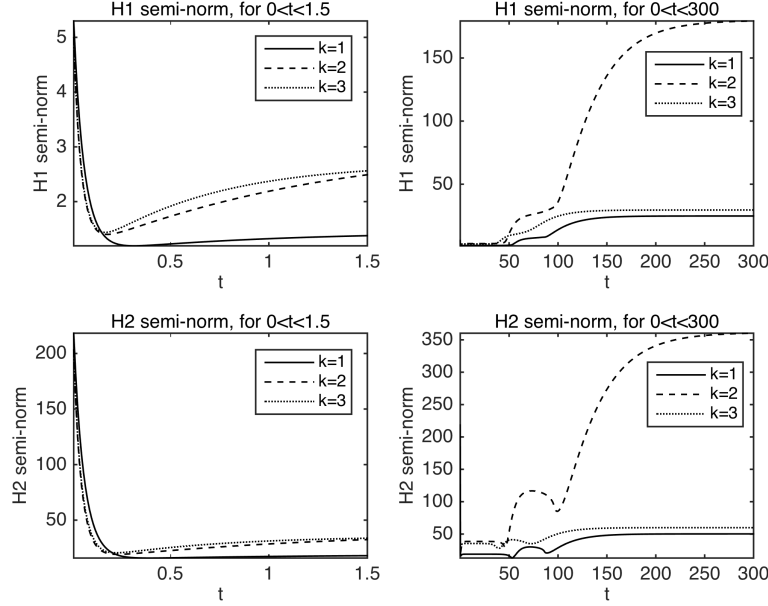 H1 semi-norm, for 0<t<1.5
5
4
3
2
H1 semi-norm
k=1
k=2
k=3
0.5
1
1.5
t
H1 semi-norm, for 0<t<300
150
100
50
H1 semi-norm
k=1
k=2
k=3
50
100
150
200
250
300
t
H2 semi-norm, for 0<t<1.5
200
150
100
50
H2 semi-norm
k=1
k=2
k=3
0.5
1
1.5
t
H2 semi-norm, for 0<t<300
350
300
250
200
150
100
50
H2 semi-norm
k=1
k=2
k=3
50
100
150
200
250
300
t